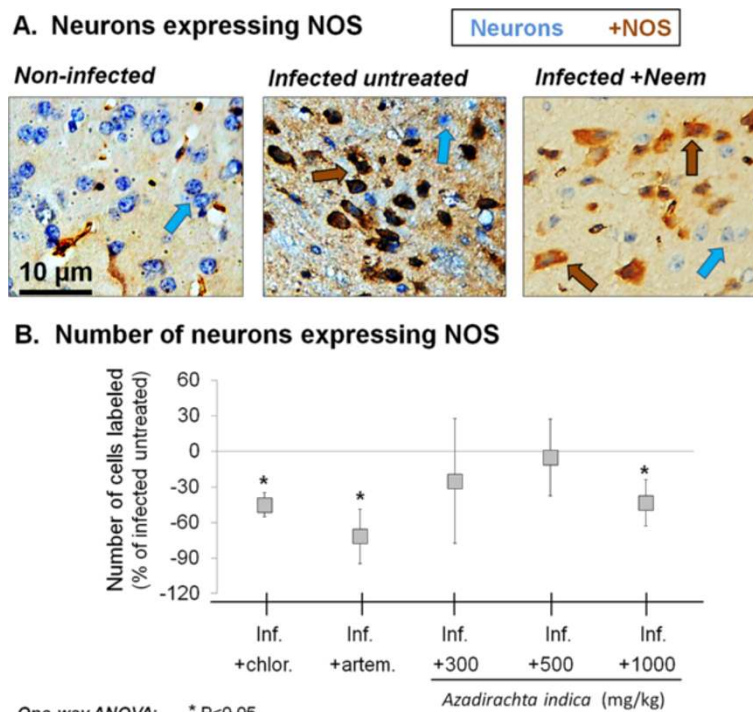 A. Neurons expressing NOS
Neurons +NOS
Non-infected
Infected untreated
Infected +Neem
10 µm
B. Number of neurons expressing NOS
Number of cells labeled
(% of infected untreated)
60
30
0
-30
-60
-90
-120
*
*
*
Inf. Inf. Inf. Inf. Inf.
+chlor. +artem. +300 +500 +1000
Azadirachta indica (mg/kg)
One-way ANOVA: * P<0.05